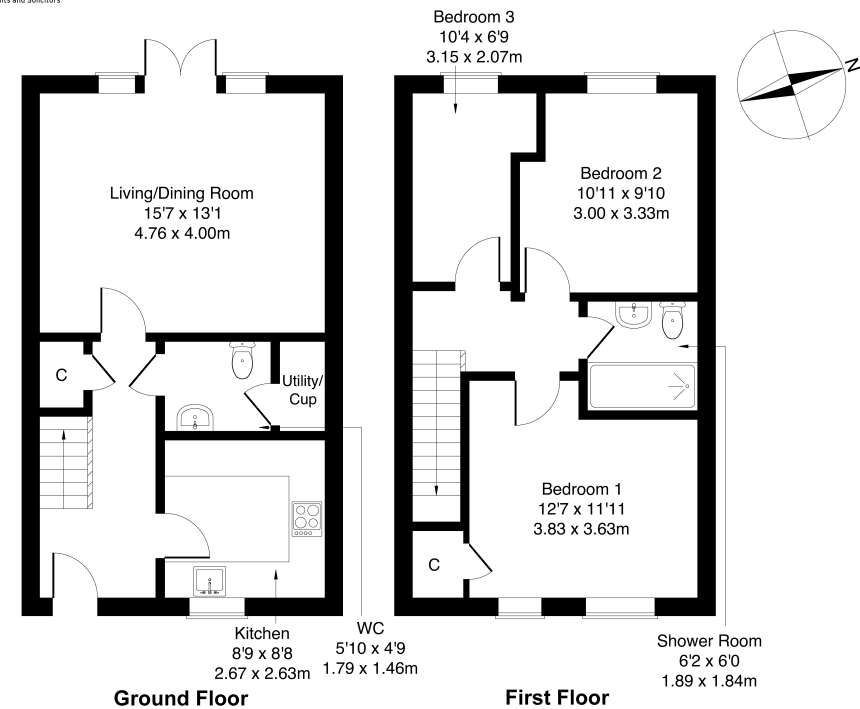 nts and Solicitors
Bedroom 3
10'4 x 6'9
3.15 x 2.07m
N
Living/Dining Room
15'7 x 13'1
4.76 x 4.00m
Bedroom 2
10'11 x 9'10
3.00 x 3.33m
C
Utility/
Cup
Bedroom 1
12'7 x 11'11
3.83 x 3.63m
C
Kitchen
8'9 x 8'8
2.67 x 2.63m
WC
5'10 x 4'9
1.79 x 1.46m
Shower Room
6'2 x 6'0
1.89 x 1.84m
Ground Floor
First Floor